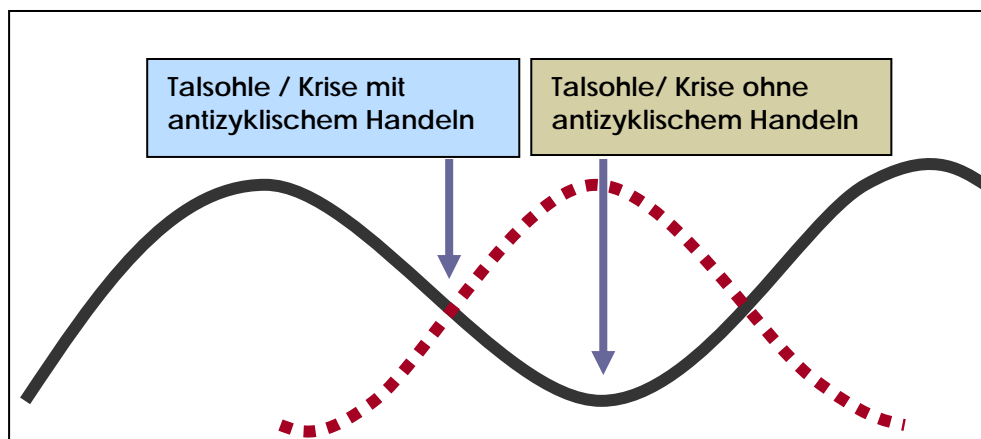 Talsohle / Krise mit
antizyklischem Handeln
Talsohle/ Krise ohne
antizyklischem Handeln